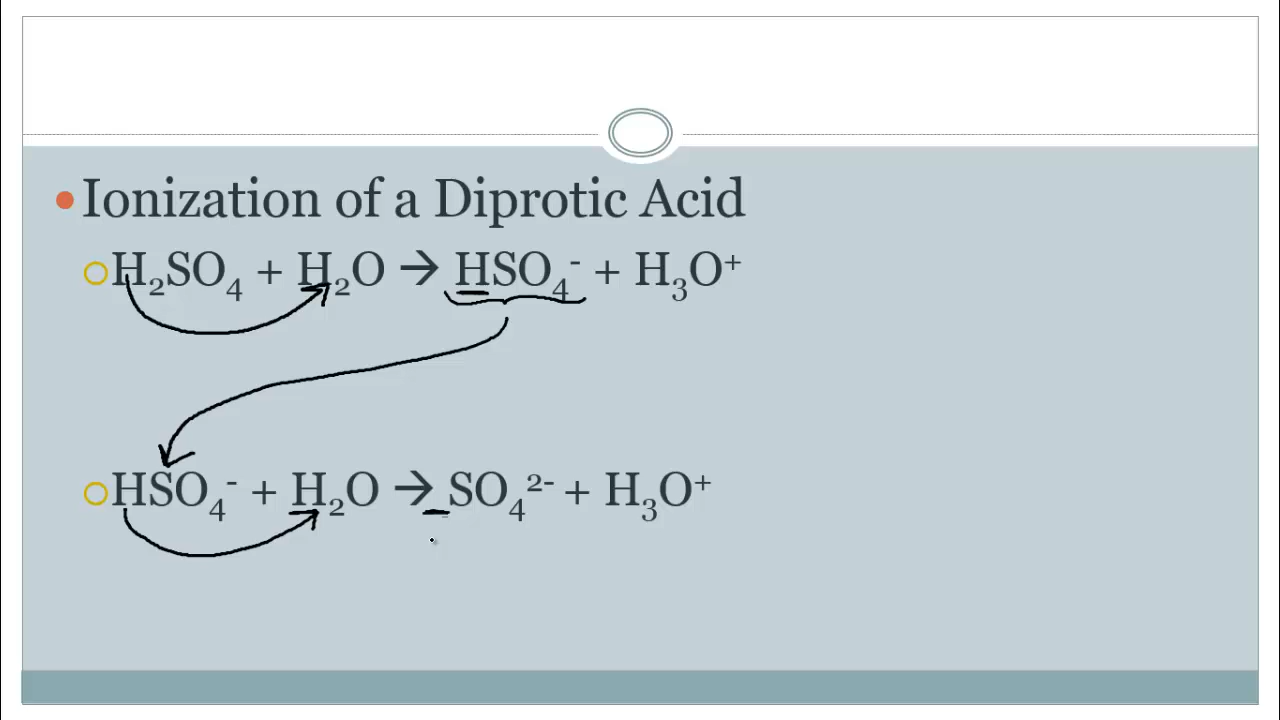 Ionization of a Diprotic Acid
H₂SO₄ + H₂O → HSO₄⁻ + H₃O⁺
HSO₄⁻ + H₂O → SO₄²⁻ + H₃O⁺